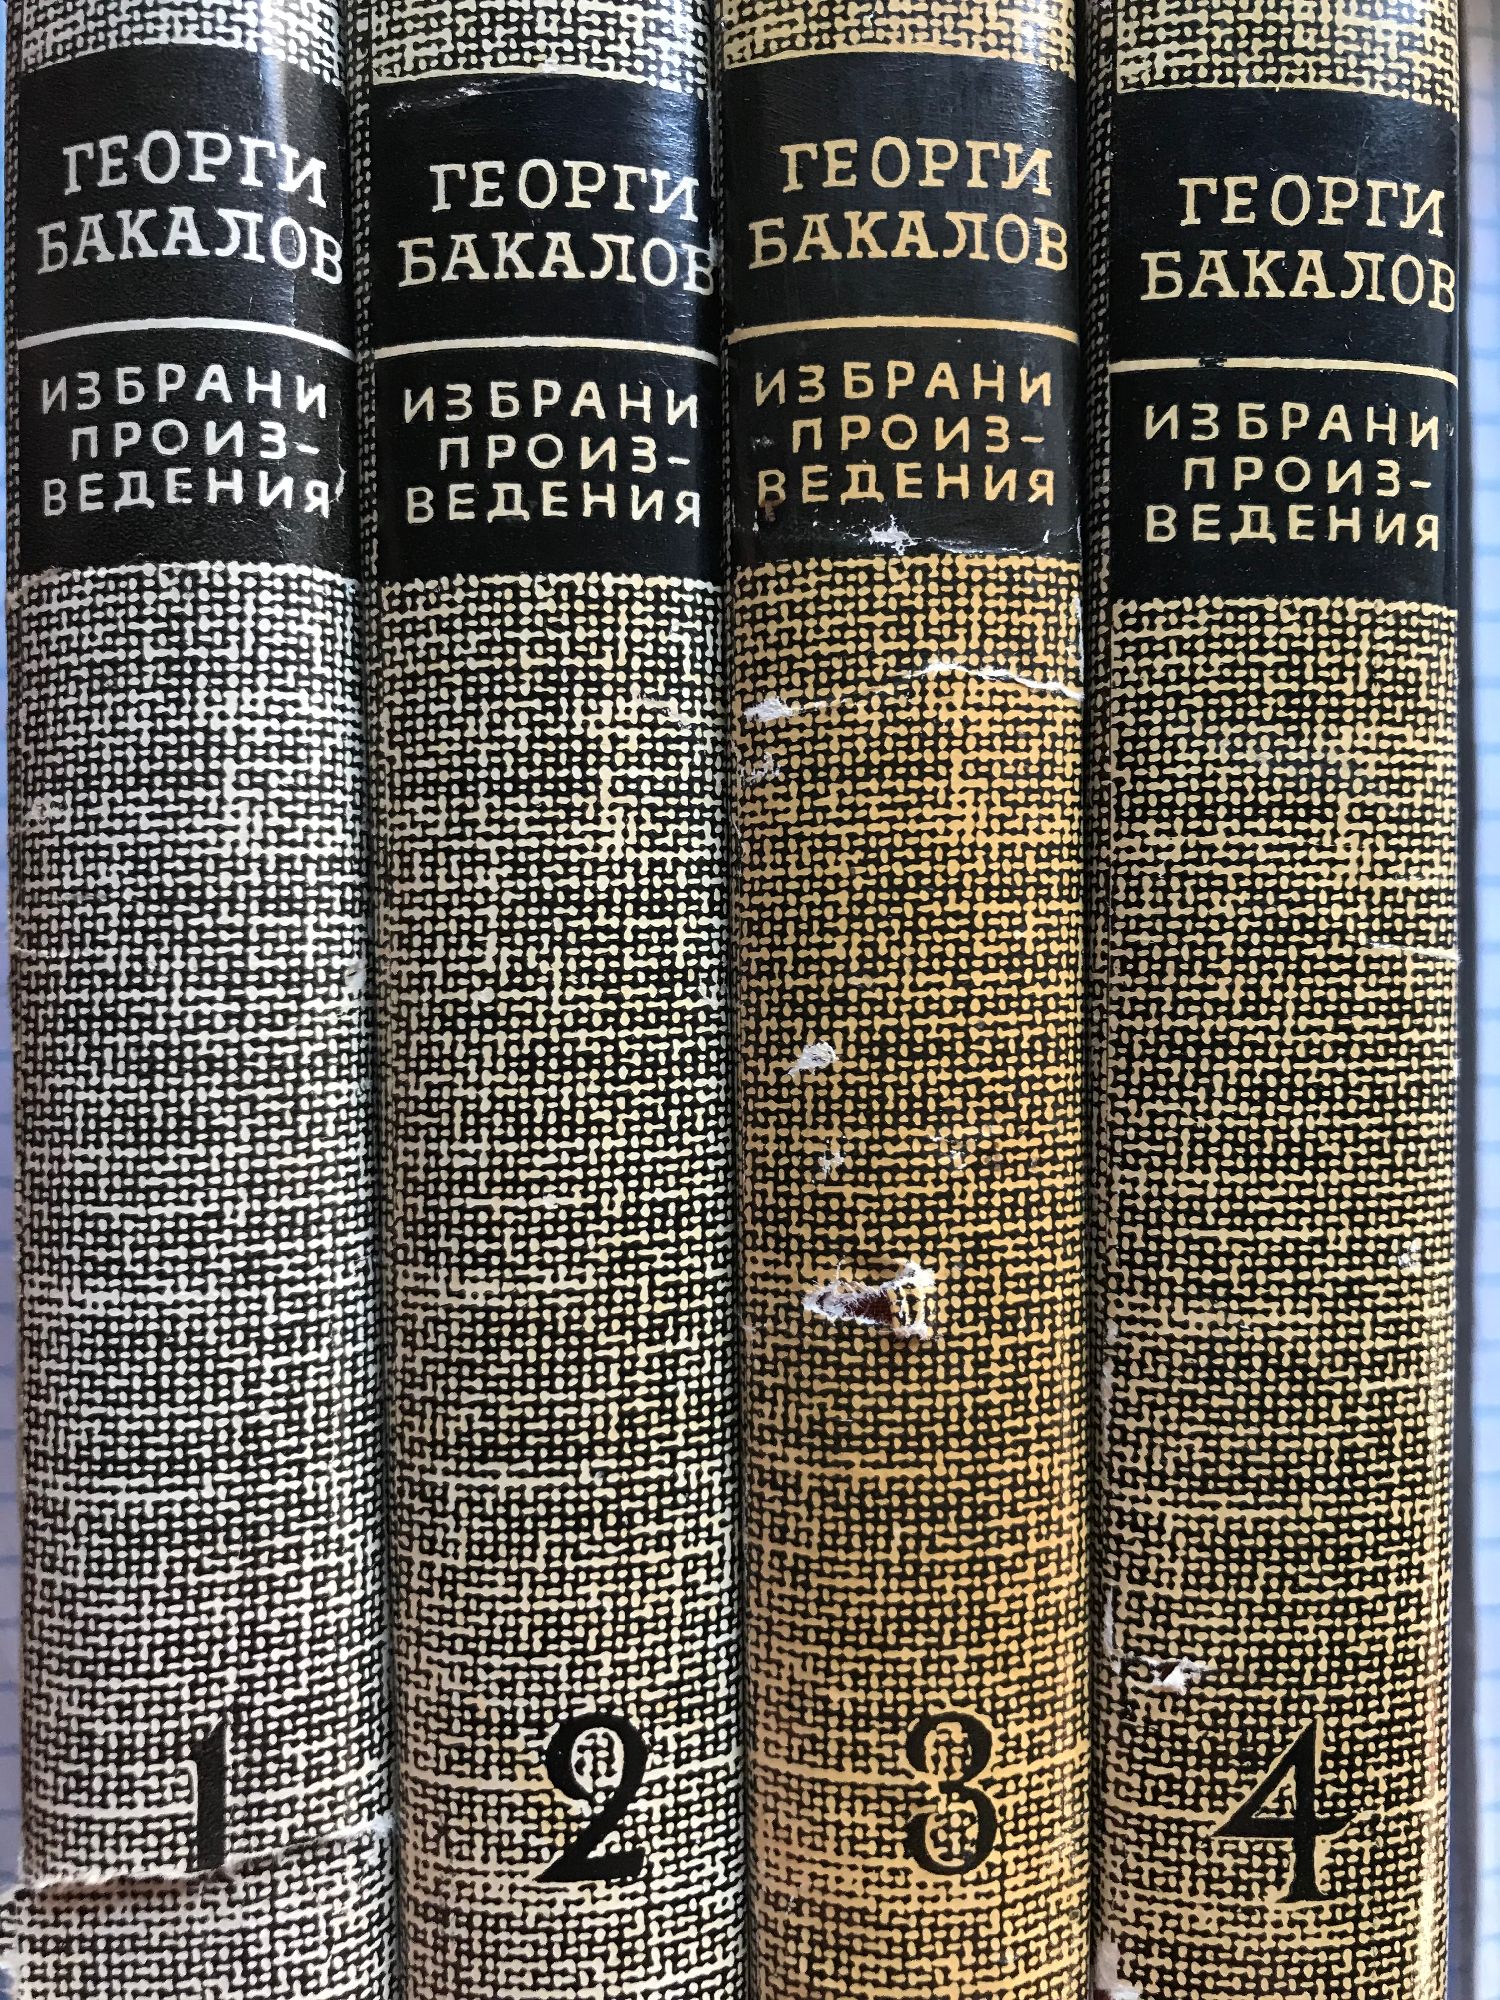 ГЕОРГИ
БАКАЛОВ
ИЗБРАНИ
ПРОИЗ-
ВЕДЕНИЯ
1
ГЕОРГИ
БАКАЛОВ
ИЗБРАНИ
ПРОИЗ-
ВЕДЕНИЯ
2
ГЕОРГИ
БАКАЛОВ
ИЗБРАНИ
ПРОИЗ-
ВЕДЕНИЯ
3
ГЕОРГИ
БАКАЛОВ
ИЗБРАНИ
ПРОИЗ-
ВЕДЕНИЯ
4